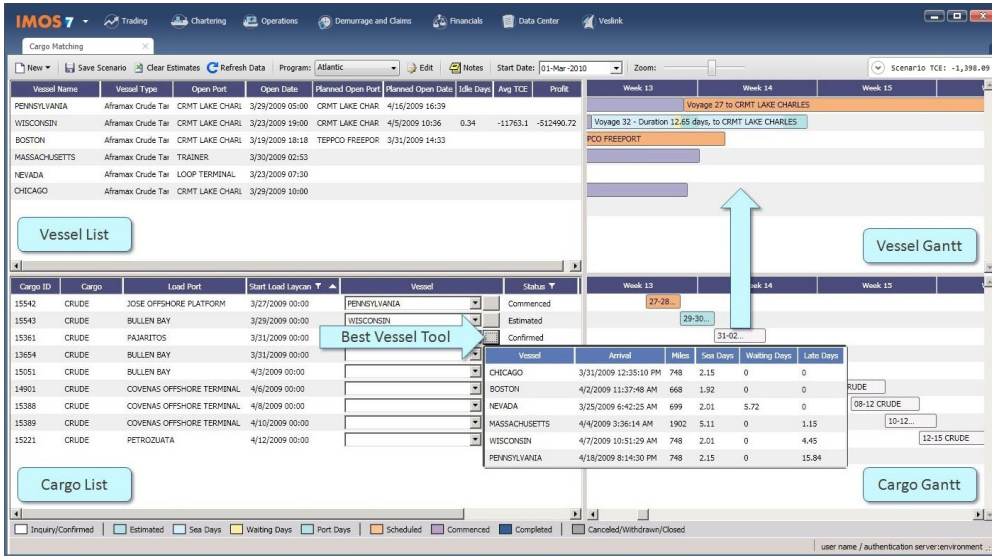 IMOS 7 Trading Chartering Operations Demurrage and Claims Financials Data Center Veslink
Cargo Matching
New Save Scenario Clear Estimates Refresh Data Program: Atlantic Edit Notes Start Date: 01-Mar-2010 Zoom: Scenario TCE: -1,398.09
Vessel Name Vessel Type Open Port Open Date Planned Open Port Planned Open Date Idle Days Avg TCE Profit Week 13 Week 14 Week 15
PENNSYLVANIA Aframax Crude Tar CRMT LAKE CHARL 3/29/2009 05:00 CRMT LAKE CHAR 4/16/2009 16:39 Voyage 27 to CRMT LAKE CHARLES
WISCONSIN Aframax Crude Tar CRMT LAKE CHARL 3/23/2009 19:00 CRMT LAKE CHAR 4/5/2009 10:36 0.34 -11763.1 -512490.72 Voyage 32 - Duration 12.65 days, to CRMT LAKE CHARLES
BOSTON Aframax Crude Tar CRMT LAKE CHARL 3/19/2009 18:18 TEPPCO FREEPOR 3/31/2009 14:33 PCO FREEPORT
MASSACHUSETTS Aframax Crude Tar TRAINER 3/30/2009 02:53
NEVADA Aframax Crude Tar LOOP TERMINAL 3/23/2009 07:30
CHICAGO Aframax Crude Tar CRMT LAKE CHARL 3/29/2009 10:00
Vessel List Vessel Gantt
Cargo ID Cargo Load Port Start Load Laycan Vessel Status Week 13 Week 14 Week 15
15542 CRUDE JOSE OFFSHORE PLATFORM 3/27/2009 00:00 PENNSYLVANIA Commenced 27-28...
15543 CRUDE BULLEN BAY 3/29/2009 00:00 WISCONSIN Estimated 29-30...
15361 CRUDE PAJARITOS 3/31/2009 00:00 Best Vessel Tool Confirmed 31-02...
13654 CRUDE BULLEN BAY 3/31/2009 00:00
15051 CRUDE BULLEN BAY 4/3/2009 00:00
14901 CRUDE COVENAS OFFSHORE TERMINAL 4/6/2009 00:00 RUDE
15388 CRUDE COVENAS OFFSHORE TERMINAL 4/8/2009 00:00 08-12 CRUDE
15389 CRUDE COVENAS OFFSHORE TERMINAL 4/10/2009 00:00 10-12...
15221 CRUDE PETROZUATA 4/12/2009 00:00 12-15 CRUDE
Vessel Arrival Miles Sea Days Waiting Days Late Days
CHICAGO 3/31/2009 12:35:10 PM 748 2.15 0 0
BOSTON 4/2/2009 11:37:48 AM 668 1.92 0 0
NEVADA 3/25/2009 6:42:25 AM 699 2.01 5.72 0
MASSACHUSETTS 4/4/2009 3:36:14 AM 1902 5.11 0 1.15
WISCONSIN 4/7/2009 10:51:29 AM 748 2.01 0 4.45
PENNSYLVANIA 4/18/2009 8:14:30 PM 748 2.15 0 15.84
Cargo List Cargo Gantt
Inquiry/Confirmed Estimated Sea Days Waiting Days Port Days Scheduled Commenced Completed Canceled/Withdrawn/Closed
user name / authentication server:environment